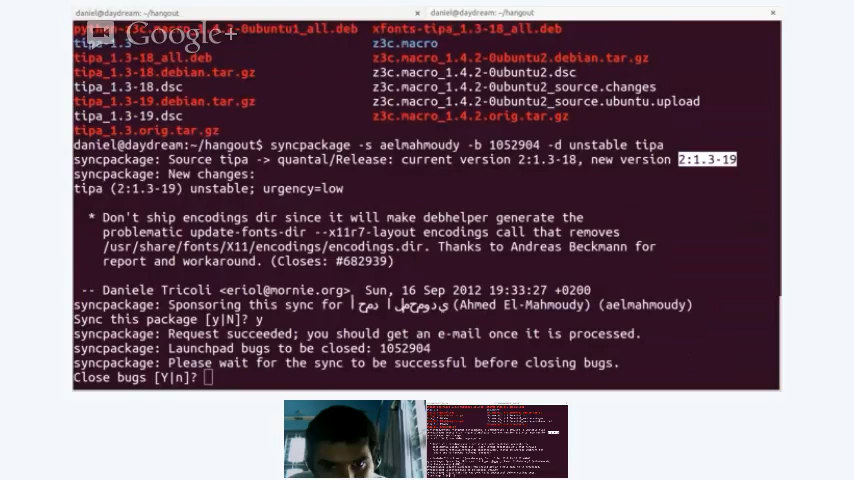 daniel@daydream: ~/hangout × daniel@daydream: ~/hangout ×
python-z3c.macro_1.4.2-0ubuntu1_all.deb xfonts-tipa_1.3-18_all.deb
Google+
tipa_1.3 z3c.macro
tipa_1.3-18_all.deb z3c.macro_1.4.2-0ubuntu2.debian.tar.gz
tipa_1.3-18.debian.tar.gz z3c.macro_1.4.2-0ubuntu2.dsc
tipa_1.3-18.dsc z3c.macro_1.4.2-0ubuntu2_source.changes
tipa_1.3-19.debian.tar.gz z3c.macro_1.4.2-0ubuntu2_source.ubuntu.upload
tipa_1.3-19.dsc z3c.macro_1.4.2.orig.tar.gz
tipa_1.3.orig.tar.gz
daniel@daydream:~/hangout$ syncpackage -s aelmahmoudy -b 1052904 -d unstable tipa
syncpackage: Source tipa -> quantal/Release: current version 2:1.3-18, new version 2:1.3-19
syncpackage: New changes:
tipa (2:1.3-19) unstable; urgency=low
* Don't ship encodings dir since it will make debhelper generate the
problematic update-fonts-dir --x11r7-layout encodings call that removes
/usr/share/fonts/X11/encodings/encodings.dir. Thanks to Andreas Beckmann for
report and workaround. (Closes: #682939)
-- Daniele Tricoli <eriol@mornie.org> Sun, 16 Sep 2012 19:33:27 +0200
syncpackage: Sponsoring this sync for أحمد المحمودي (Ahmed El-Mahmoudy) (aelmahmoudy)
Sync this package [y|N]? y
syncpackage: Request succeeded; you should get an e-mail once it is processed.
syncpackage: Launchpad bugs to be closed: 1052904
syncpackage: Please wait for the sync to be successful before closing bugs.
Close bugs [Y|n]?